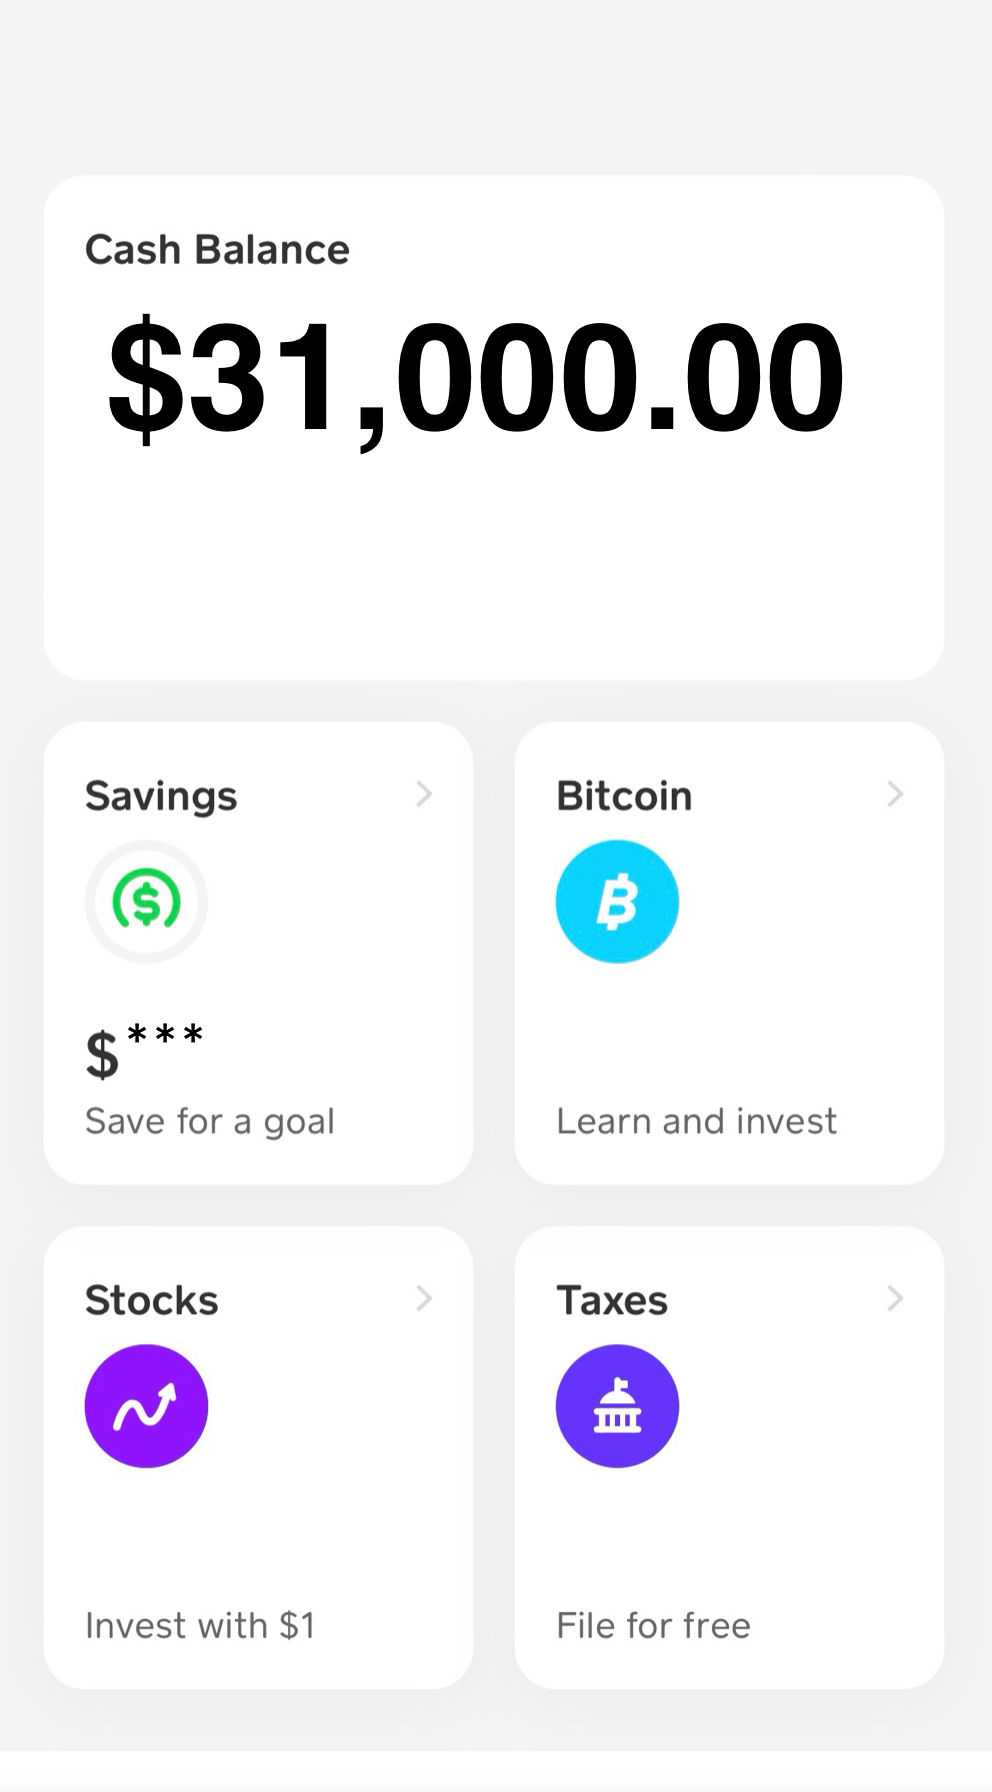 Cash Balance
$31,000.00
Savings
Bitcoin
$***
Save for a goal
Learn and invest
Stocks
Taxes
Invest with $1
File for free